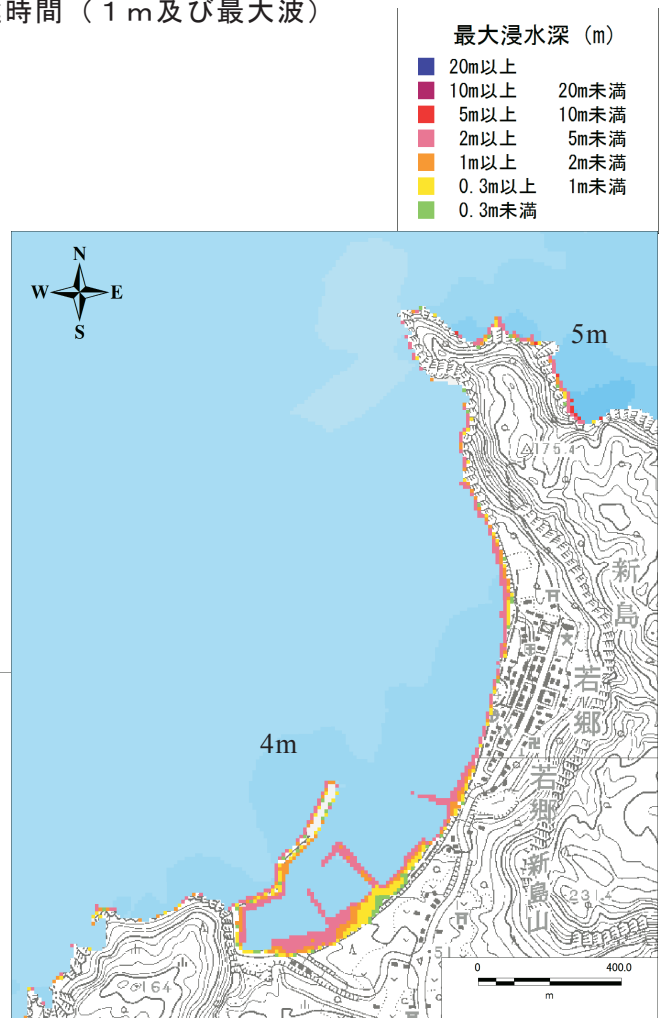 時間（１ｍ及び最大波）
最大浸水深（m）
20m以上
10m以上 20m未満
5m以上 10m未満
2m以上 5m未満
1m以上 2m未満
0.3m以上 1m未満
0.3m未満
N
W E
S
5m
175.4
新島
若郷
4m
若郷
新島山
231
164
0 400.0
m